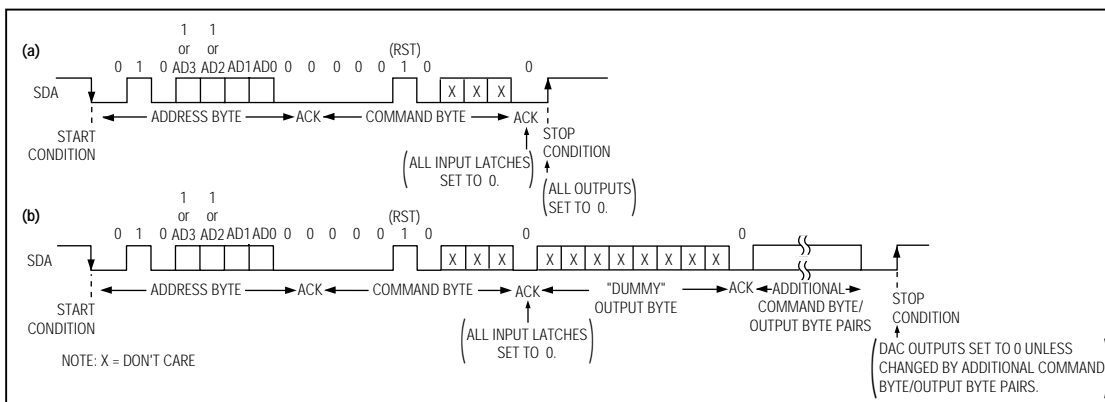 (a)
1 1
or or (RST)
0 1 0 AD3 AD2 AD1 AD0 0 0 0 0 0 1 0 0
SDA X X X
ADDRESS BYTE ACK COMMAND BYTE ACK
START
CONDITION
STOP
CONDITION
(ALL INPUT LATCHES
SET TO 0.)
(ALL OUTPUTS
SET TO 0.)
(b)
1 1
or or (RST)
0 1 0 AD3 AD2 AD1 AD0 0 0 0 0 0 1 0 0 0
SDA X X X X X X X X X X X
ADDRESS BYTE ACK COMMAND BYTE ACK "DUMMY"
OUTPUT BYTE
ACK ADDITIONAL
COMMAND BYTE/
OUTPUT BYTE PAIRS
START
CONDITION
STOP
CONDITION
(ALL INPUT LATCHES
SET TO 0.)
(DAC OUTPUTS SET TO 0 UNLESS
CHANGED BY ADDITIONAL COMMAND
BYTE/OUTPUT BYTE PAIRS.)
NOTE: X = DON'T CARE